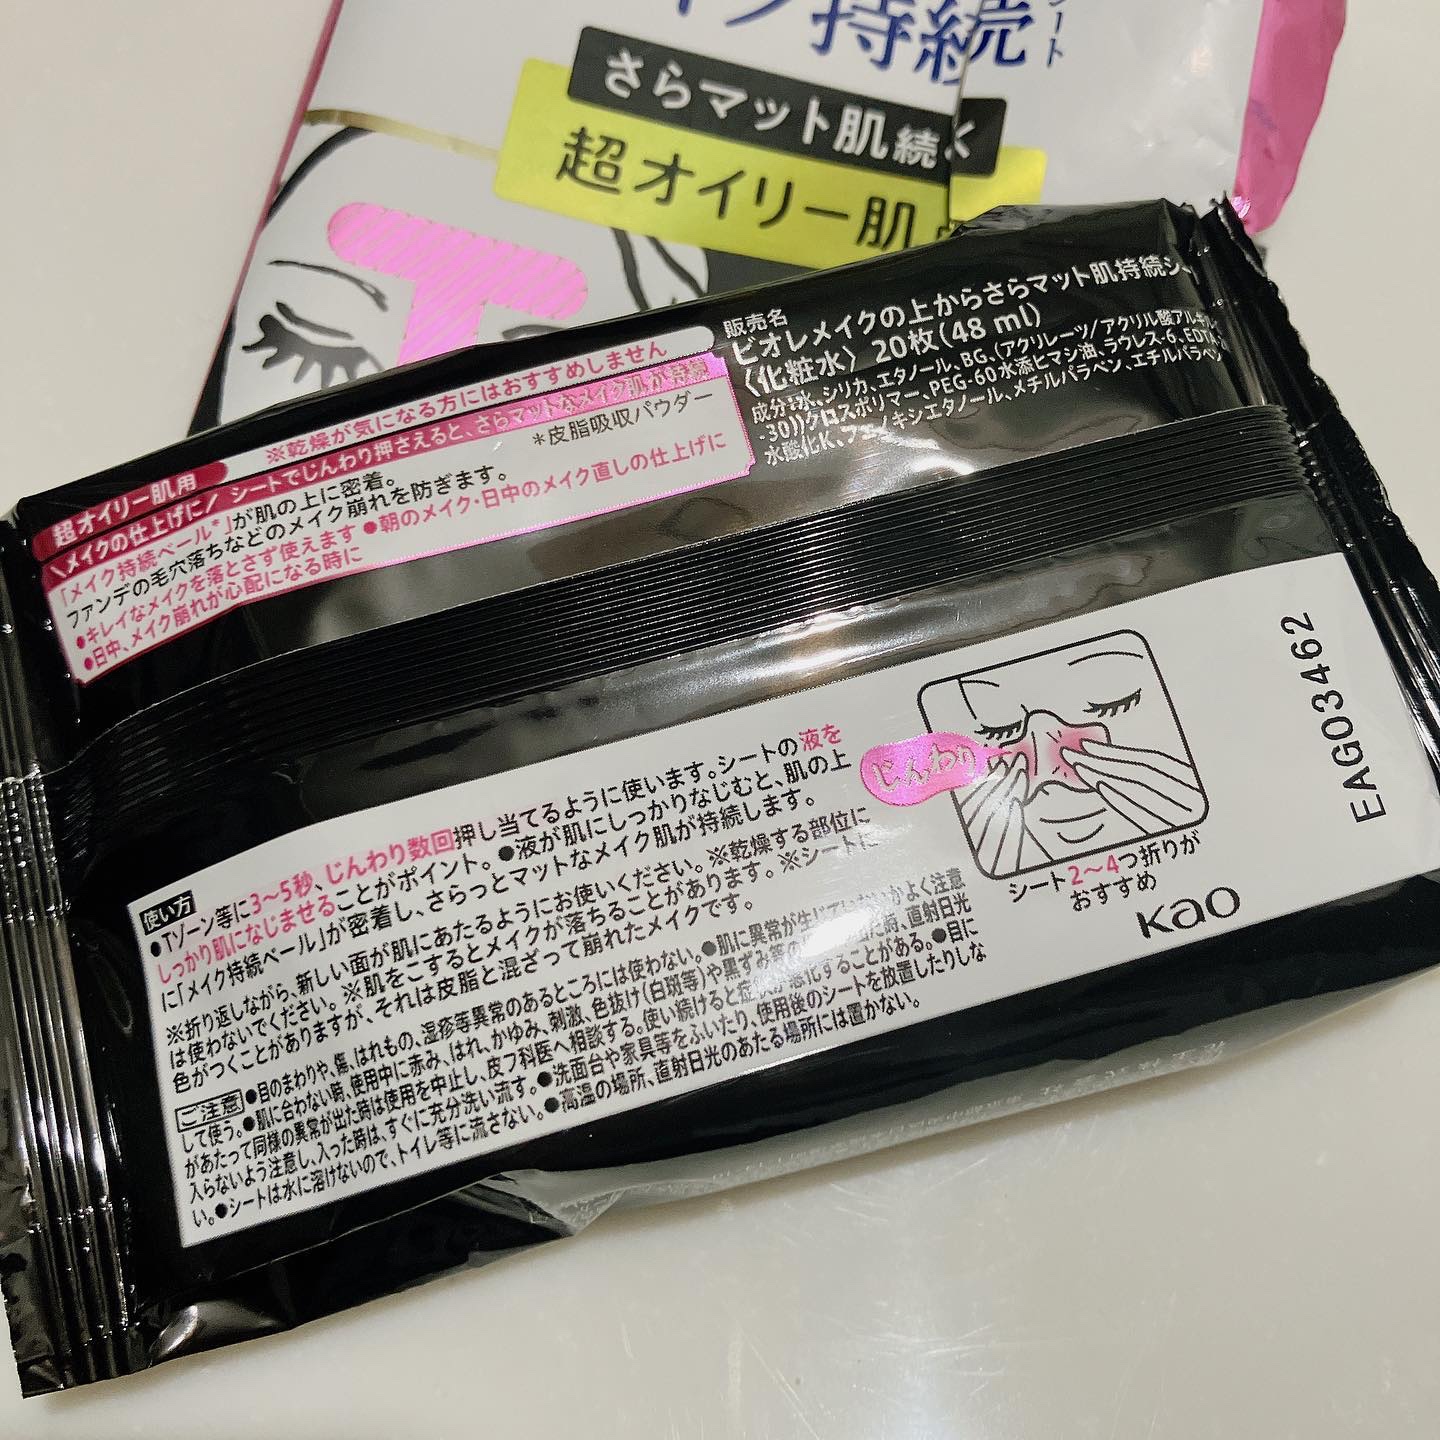 持続
シート
さらマット肌続く
超オイリー肌
超オイリー肌用
※乾燥が気になる方にはおすすめしません
\メイクの仕上げに/ シートでじんわり押さえると、さらマットなメイク肌が持続
「メイク持続ベール*」が肌の上に密着。
*皮脂吸収パウダー
ファンデの毛穴落ちなどのメイク崩れを防ぎます。
●キレイなメイクを落とさず使えます ●朝のメイク・日中のメイク直しの仕上げに
●日中、メイク崩れが心配になる時に
販売名
ビオレメイクの上からさらマット肌持続シ
〈化粧水〉 20枚(48 ml)
成分:水、シリカ、エタノール、BG、(アクリレーツ/アクリル酸アルキル
-30))クロスポリマー、PEG-60水添ヒマシ油、ラウレス-6、EDTA
水酸化K、フェノキシエタノール、メチルパラベン、エチルパラベン
使い方
●Tゾーン等に3〜5秒、じんわり数回押し当てるように使います。シートの液を
しっかり肌になじませることがポイント。●液が肌にしっかりなじむと、肌の上
に「メイク持続ベール」が密着し、さらっとマットなメイク肌が持続します。
※折り返しながら、新しい面が肌にあたるようにお使いください。※乾燥する部位に
は使わないでください。※肌をこするとメイクが落ちることがあります。※シートに
色がつくことがありますが、それは皮脂と混ざって崩れたメイクです。
ご注意 ●目のまわりや、傷、はれもの、湿疹等異常のあるところには使わない。●肌に異常が生じていないかよく注意
して使う。●肌に合わない時、使用中に赤み、はれ、かゆみ、刺激、色抜け(白斑等)や黒ずみ等の異常が出た時、直射日光
があたって同様の異常が出た時は使用を中止し、皮フ科医へ相談する。使い続けると症状が悪化することがある。●目に
入らないよう注意し、入った時は、すぐに充分洗い流す。●洗面台や家具等をふいたり、使用後のシートを放置したりしな
い。●シートは水に溶けないので、トイレ等に流さない。●高温の場所、直射日光のあたる場所には置かない。
じんわり
シート2〜4つ折りが
おすすめ
Kao
EAG03462